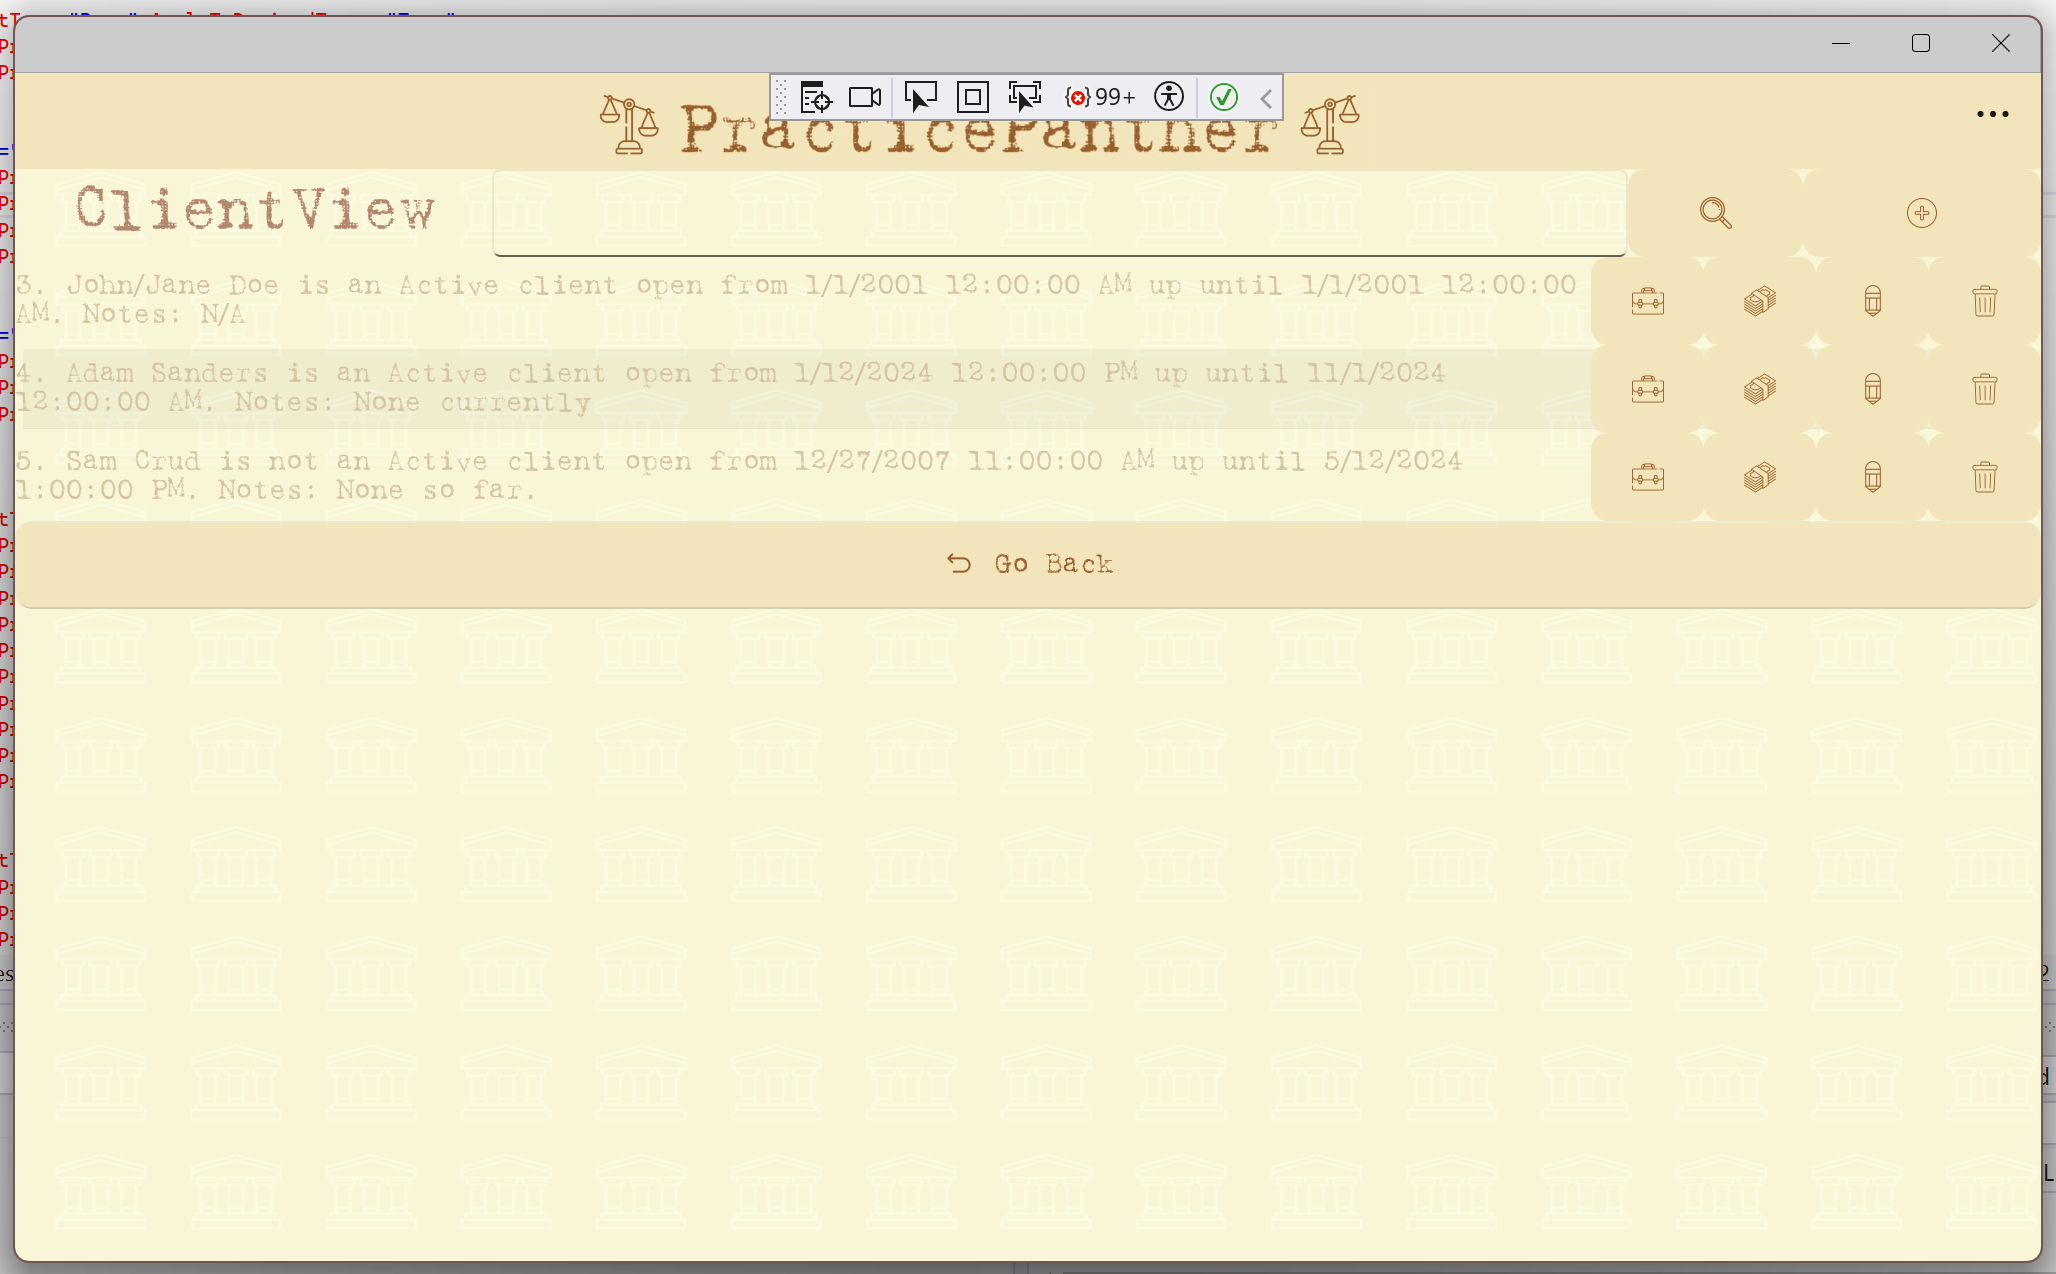 99+
PracticePanther
ClientView
3. John/Jane Doe is an Active client open from 1/1/2001 12:00:00 AM up until 1/1/2001 12:00:00
AM. Notes: N/A
4. Adam Sanders is an Active client open from 1/12/2024 12:00:00 PM up until 11/1/2024
12:00:00 AM. Notes: None currently
5. Sam Crud is not an Active client open from 12/27/2007 11:00:00 AM up until 5/12/2024
1:00:00 PM. Notes: None so far.
Go Back